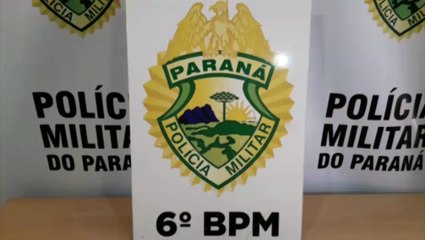 POLÍCIA
MILITAR
DO PARANÁ
PARANÁ
POLÍCIA MILITAR
6º BPM
POLÍCIA
MILITAR
DO PARANÁ